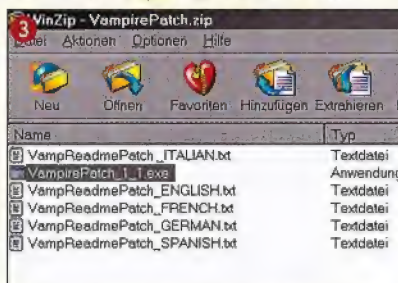 3
WinZip - VampirePatch.zip
Datei Aktionen Optionen Hilfe
Neu Öffnen Favoriten Hinzufügen Extrahieren
Name Typ
VampReadmePatch_ITALIAN.txt Textdatei
VampirePatch_1_1.exe Anwendung
VampReadmePatch_ENGLISH.txt Textdatei
VampReadmePatch_FRENCH.txt Textdatei
VampReadmePatch_GERMAN.txt Textdatei
VampReadmePatch_SPANISH.txt Textdatei